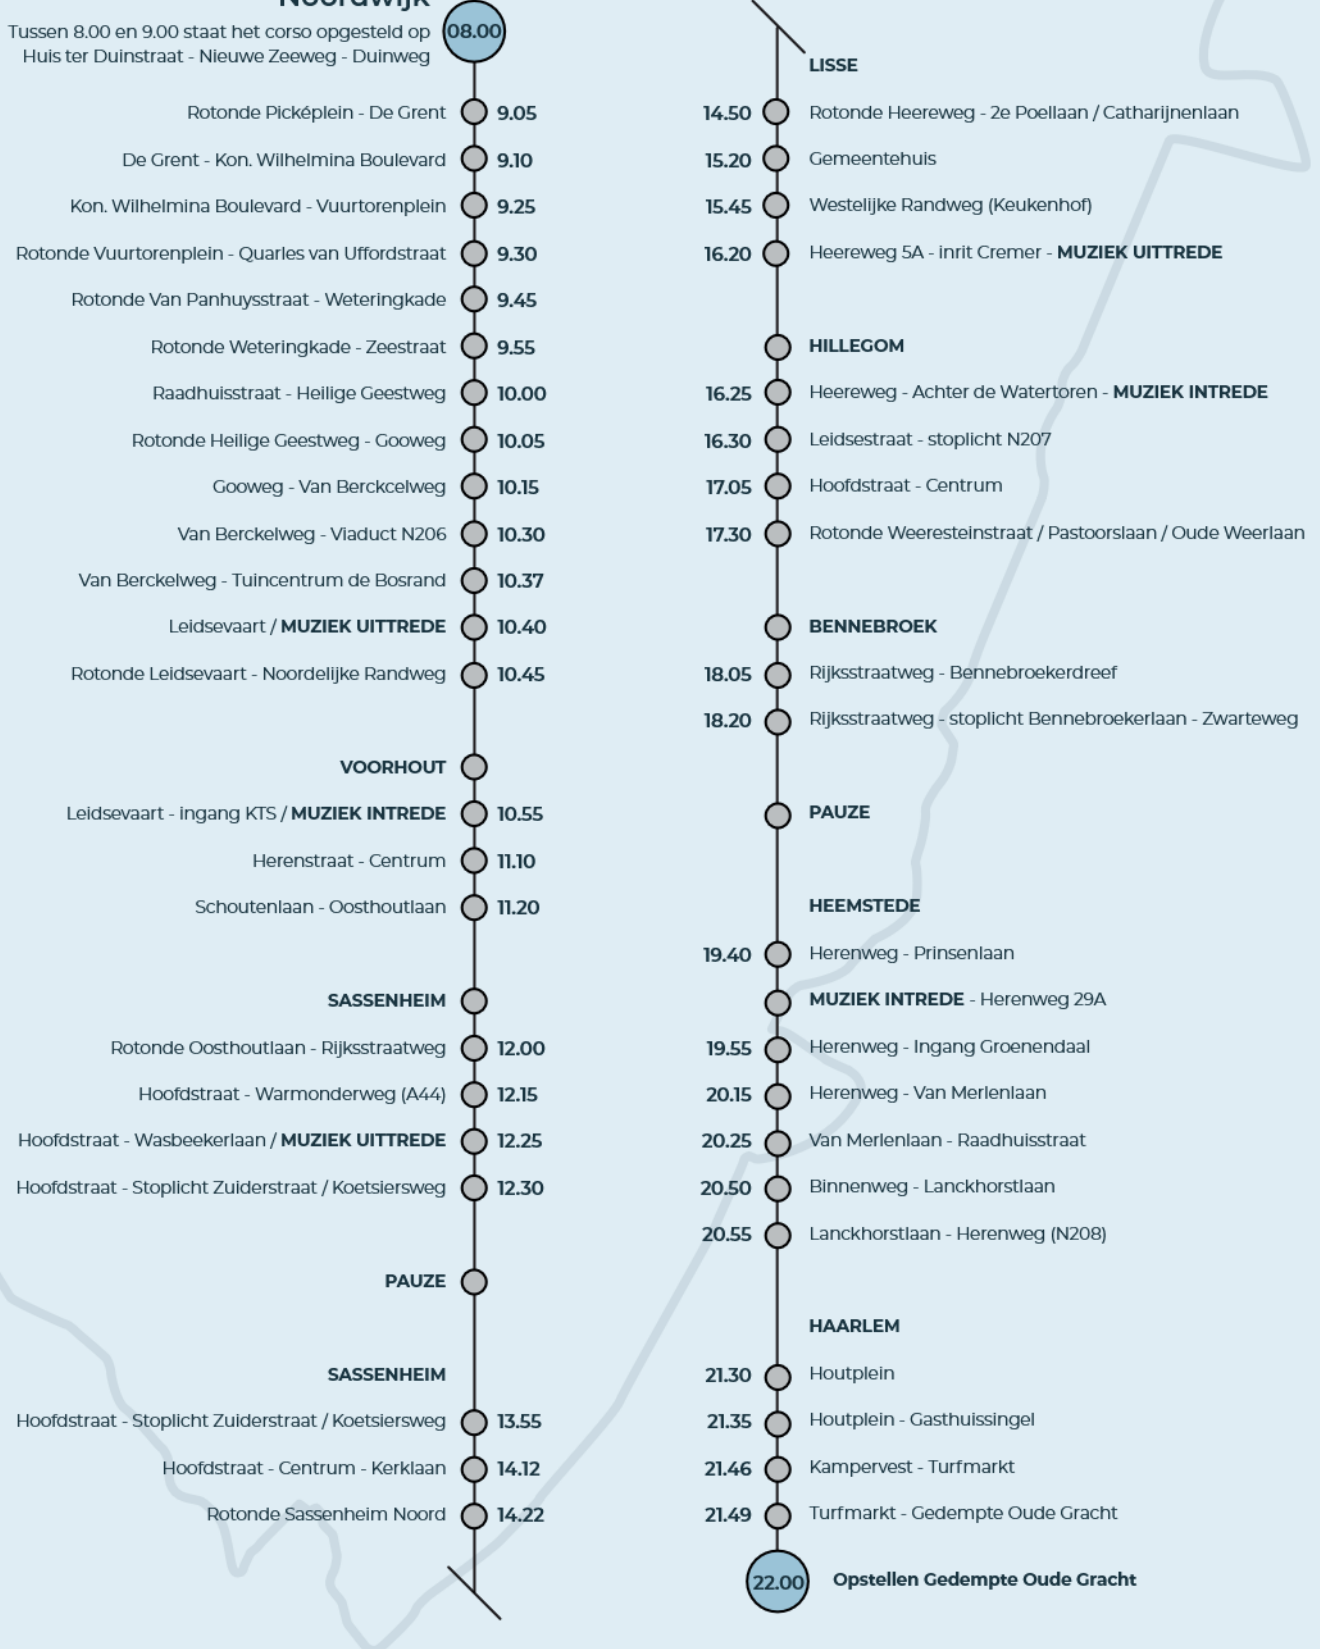 Noordwijk
Tussen 8.00 en 9.00 staat het corso opgesteld op 08.00
Huis ter Duinstraat - Nieuwe Zeeweg - Duinweg
Rotonde Picképlein - De Grent 9.05
De Grent - Kon. Wilhelmina Boulevard 9.10
Kon. Wilhelmina Boulevard - Vuurtorenplein 9.25
Rotonde Vuurtorenplein - Quarles van Uffordstraat 9.30
Rotonde Van Panhuysstraat - Weteringkade 9.45
Rotonde Weteringkade - Zeestraat 9.55
Raadhuisstraat - Heilige Geestweg 10.00
Rotonde Heilige Geestweg - Gooweg 10.05
Gooweg - Van Berckcelweg 10.15
Van Berckelweg - Viaduct N206 10.30
Van Berckelweg - Tuincentrum de Bosrand 10.37
Leidsevaart / MUZIEK UITTREDE 10.40
Rotonde Leidsevaart - Noordelijke Randweg 10.45
VOORHOUT
Leidsevaart - ingang KTS / MUZIEK INTREDE 10.55
Herenstraat - Centrum 11.10
Schoutenlaan - Oosthoutlaan 11.20
SASSENHEIM
Rotonde Oosthoutlaan - Rijksstraatweg 12.00
Hoofdstraat - Warmonderweg (A44) 12.15
Hoofdstraat - Wasbeekerlaan / MUZIEK UITTREDE 12.25
Hoofdstraat - Stoplicht Zuiderstraat / Koetsiersweg 12.30
PAUZE
SASSENHEIM
Hoofdstraat - Stoplicht Zuiderstraat / Koetsiersweg 13.55
Hoofdstraat - Centrum - Kerklaan 14.12
Rotonde Sassenheim Noord 14.22
LISSE
14.50 Rotonde Heereweg - 2e Poellaan / Catharijnenlaan
15.20 Gemeentehuis
15.45 Westelijke Randweg (Keukenhof)
16.20 Heereweg 5A - inrit Cremer - MUZIEK UITTREDE
HILLEGOM
16.25 Heereweg - Achter de Watertoren - MUZIEK INTREDE
16.30 Leidsestraat - stoplicht N207
17.05 Hoofdstraat - Centrum
17.30 Rotonde Weeresteinstraat / Pastoorslaan / Oude Weerlaan
BENNEBROEK
18.05 Rijksstraatweg - Bennebroekerdreef
18.20 Rijksstraatweg - stoplicht Bennebroekerlaan - Zwarteweg
PAUZE
HEEMSTEDE
19.40 Herenweg - Prinsenlaan
MUZIEK INTREDE - Herenweg 29A
19.55 Herenweg - Ingang Groenendaal
20.15 Herenweg - Van Merlenlaan
20.25 Van Merlenlaan - Raadhuisstraat
20.50 Binnenweg - Lanckhorstlaan
20.55 Lanckhorstlaan - Herenweg (N208)
HAARLEM
21.30 Houtplein
21.35 Houtplein - Gasthuissingel
21.46 Kampervest - Turfmarkt
21.49 Turfmarkt - Gedempte Oude Gracht
22.00 Opstellen Gedempte Oude Gracht